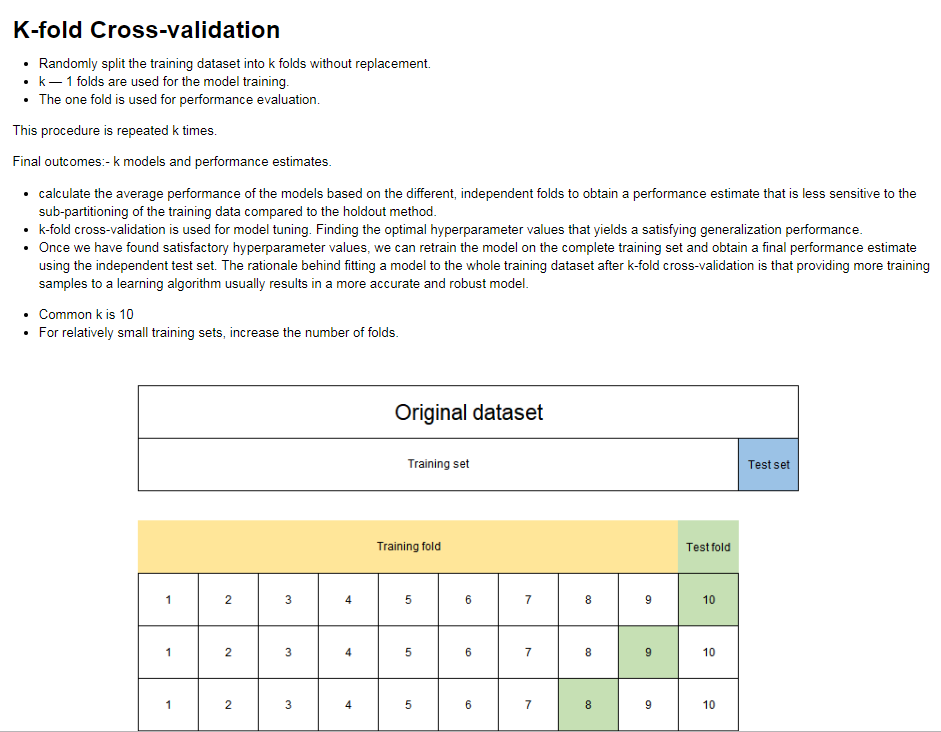 K-fold Cross-validation
Randomly split the training dataset into k folds without replacement.
k — 1 folds are used for the model training.
The one fold is used for performance evaluation.
This procedure is repeated k times.
Final outcomes:- k models and performance estimates.
calculate the average performance of the models based on the different, independent folds to obtain a performance estimate that is less sensitive to the
sub-partitioning of the training data compared to the holdout method.
k-fold cross-validation is used for model tuning. Finding the optimal hyperparameter values that yields a satisfying generalization performance.
Once we have found satisfactory hyperparameter values, we can retrain the model on the complete training set and obtain a final performance estimate
using the independent test set. The rationale behind fitting a model to the whole training dataset after k-fold cross-validation is that providing more training
samples to a learning algorithm usually results in a more accurate and robust model.
Common k is 10
For relatively small training sets, increase the number of folds.
Original dataset
Training set Test set
Training fold Test fold
1 2 3 4 5 6 7 8 9 10
1 2 3 4 5 6 7 8 9 10
1 2 3 4 5 6 7 8 9 10